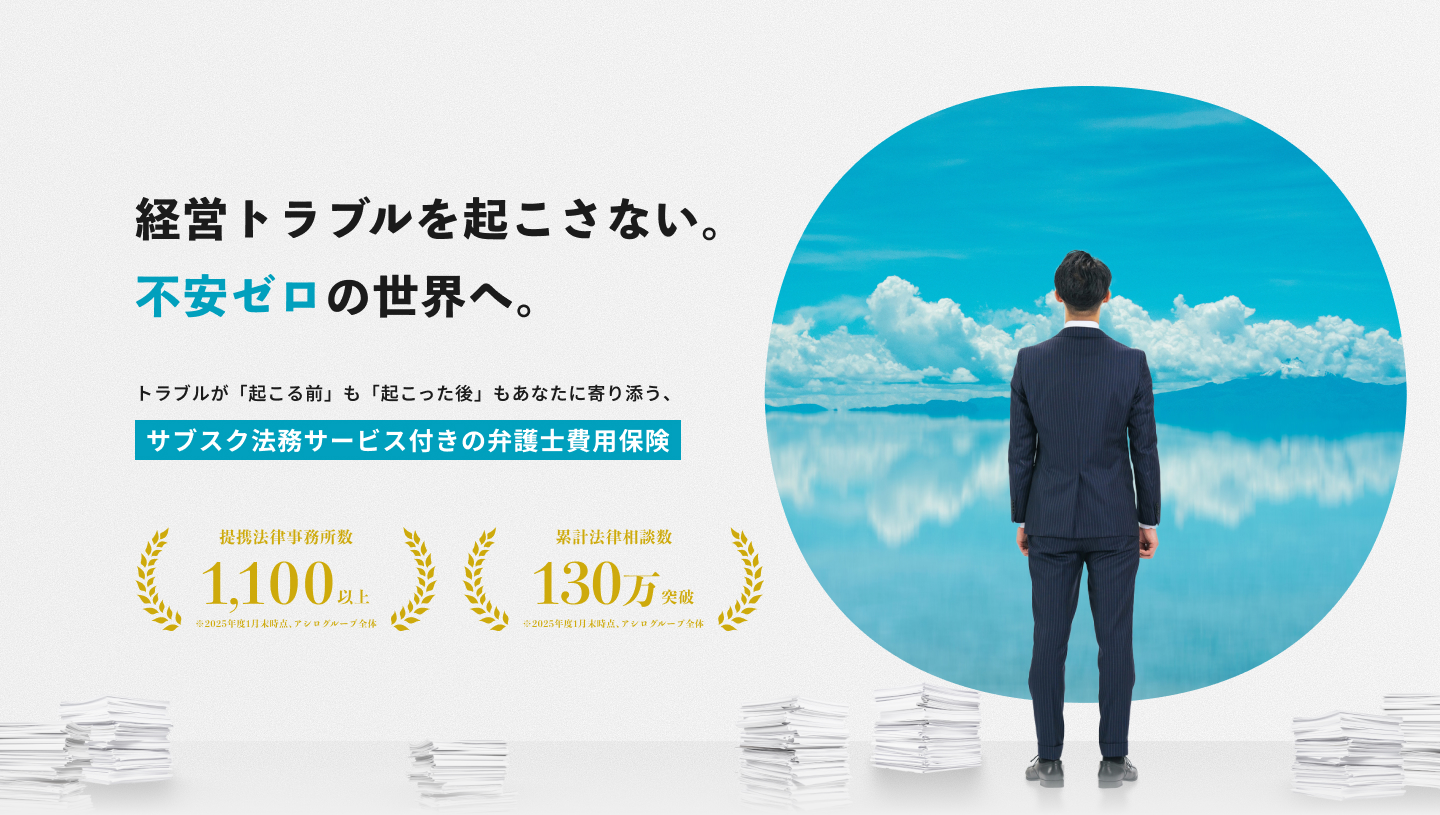 経営トラブルを起こさない。
不安ゼロの世界へ。
トラブルが「起こる前」も「起こった後」もあなたに寄り添う、
サブスク法務サービス付きの弁護士費用保険
提携法律事務所数
1,100以上
※2025年度1月末時点、アシログループ全体
累計法律相談数
130万突破
※2025年度1月末時点、アシログループ全体